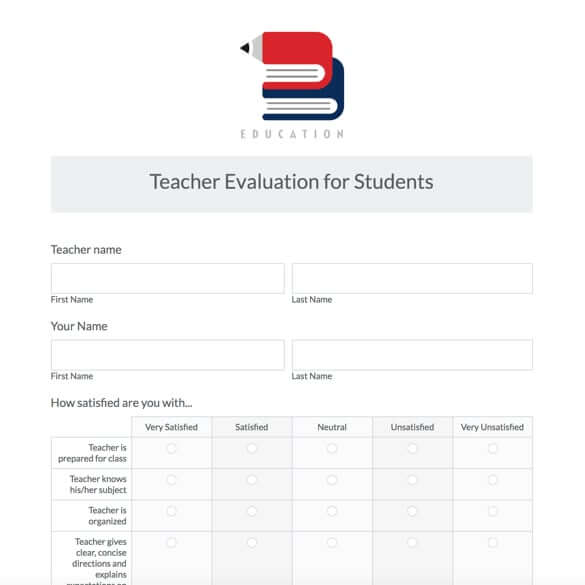 EDUCATION
Teacher Evaluation for Students
Teacher name
First Name Last Name
Your Name
First Name Last Name
How satisfied are you with...
Very Satisfied Satisfied Neutral Unsatisfied Very Unsatisfied
Teacher is
prepared for class
Teacher knows
his/her subject
Teacher is
organized
Teacher gives
clear, concise
directions and
explains